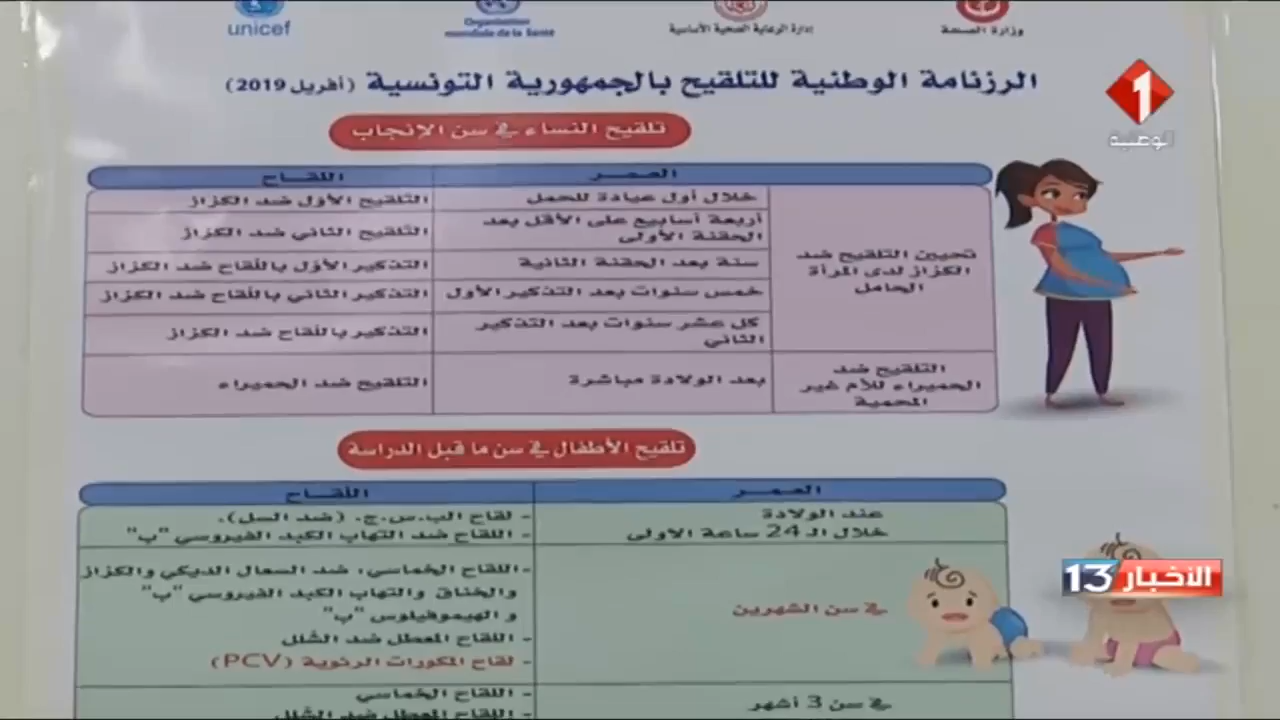 وزارة الصحة
إدارة الرعاية الصحية الأساسية
Organisation
mondiale de la Santé
unicef
الرزنامة الوطنية للتلقيح بالجمهورية التونسية (أفريل 2019)
1
الوطنية
تلقيح النساء في سن الإنجاب
العمر
اللقاح
تحيين التلقيح ضد
الكزاز لدى المرأة
الحامل
خلال أول عيادة للحمل
التلقيح الأول ضد الكزاز
أربعة أسابيع على الأقل بعد
الحقنة الأولى
التلقيح الثاني ضد الكزاز
سنة بعد الحقنة الثانية
التذكير الأول باللقاح ضد الكزاز
خمس سنوات بعد التذكير الأول
التذكير الثاني باللقاح ضد الكزاز
كل عشر سنوات بعد التذكير
الثاني
التذكير باللقاح ضد الكزاز
التلقيح ضد
الحميراء للأم غير
المحمية
بعد الولادة مباشرة
التلقيح ضد الحميراء
تلقيح الأطفال في سن ما قبل الدراسة
العمر
اللقاح
عند الولادة
خلال الـ 24 ساعة الاولى
- لقاح الب.س.ج. (ضد السل).
- اللقاح ضد التهاب الكبد الفيروسي "ب"
في سن الشهرين
- اللقاح الخماسي: ضد السعال الديكي والكزاز
والخناق والتهاب الكبد الفيروسي "ب"
و الهيموفيلوس "ب"
- اللقاح المعطل ضد الشلل
- لقاح المكورات الرئوية (PCV)
في سن 3 أشهر
- اللقاح الخماسي
- اللقاح المعطل ضد الشلل
الأخبار 13